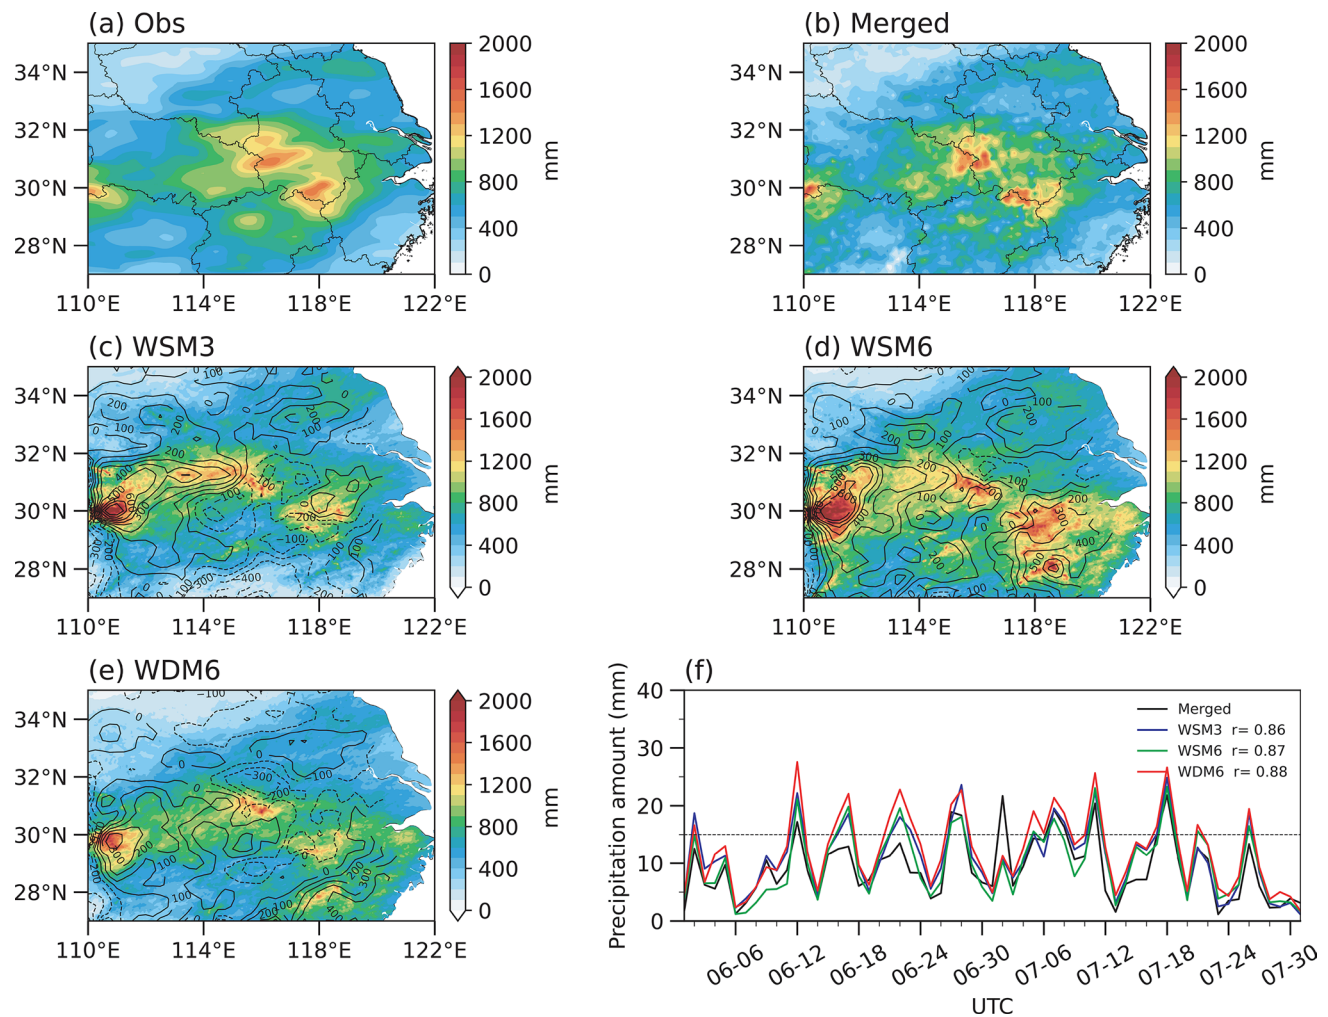 (a) Obs
34°N
32°N
30°N
28°N
110°E 114°E 118°E 122°E
2000
1600
1200
800
400
0
mm
(b) Merged
34°N
32°N
30°N
28°N
110°E 114°E 118°E 122°E
2000
1600
1200
800
400
0
mm
(c) WSM3
34°N
32°N
30°N
28°N
110°E 114°E 118°E 122°E
2000
1600
1200
800
400
0
mm
(d) WSM6
34°N
32°N
30°N
28°N
110°E 114°E 118°E 122°E
2000
1600
1200
800
400
0
mm
(e) WDM6
34°N
32°N
30°N
28°N
110°E 114°E 118°E 122°E
2000
1600
1200
800
400
0
mm
(f)
Precipitation amount (mm)
40
30
20
10
0
Merged
WSM3 r= 0.86
WSM6 r= 0.87
WDM6 r= 0.88
06-06 06-12 06-18 06-24 06-30 07-06 07-12 07-18 07-24 07-30
UTC